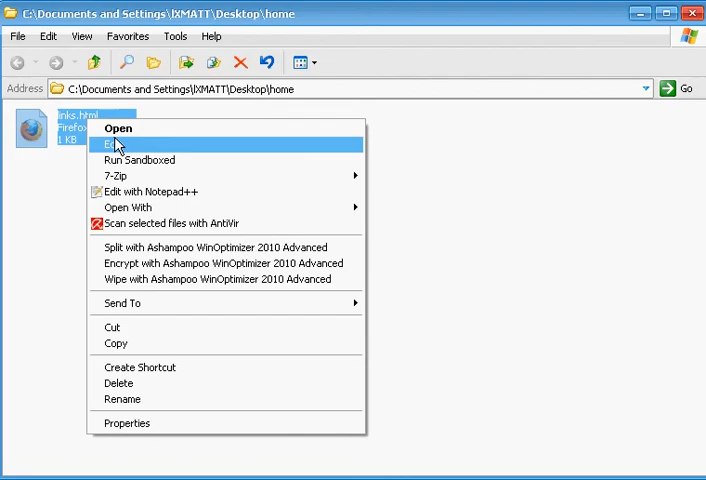 C:\Documents and Settings\IXMATT\Desktop\home
File Edit View Favorites Tools Help
Address C:\Documents and Settings\IXMATT\Desktop\home Go
links.html
Firefox
1 KB
Open
Run Sandboxed
7-Zip
Edit with Notepad++
Open With
Scan selected files with AntiVir
Split with Ashampoo WinOptimizer 2010 Advanced
Encrypt with Ashampoo WinOptimizer 2010 Advanced
Wipe with Ashampoo WinOptimizer 2010 Advanced
Send To
Cut
Copy
Create Shortcut
Delete
Rename
Properties